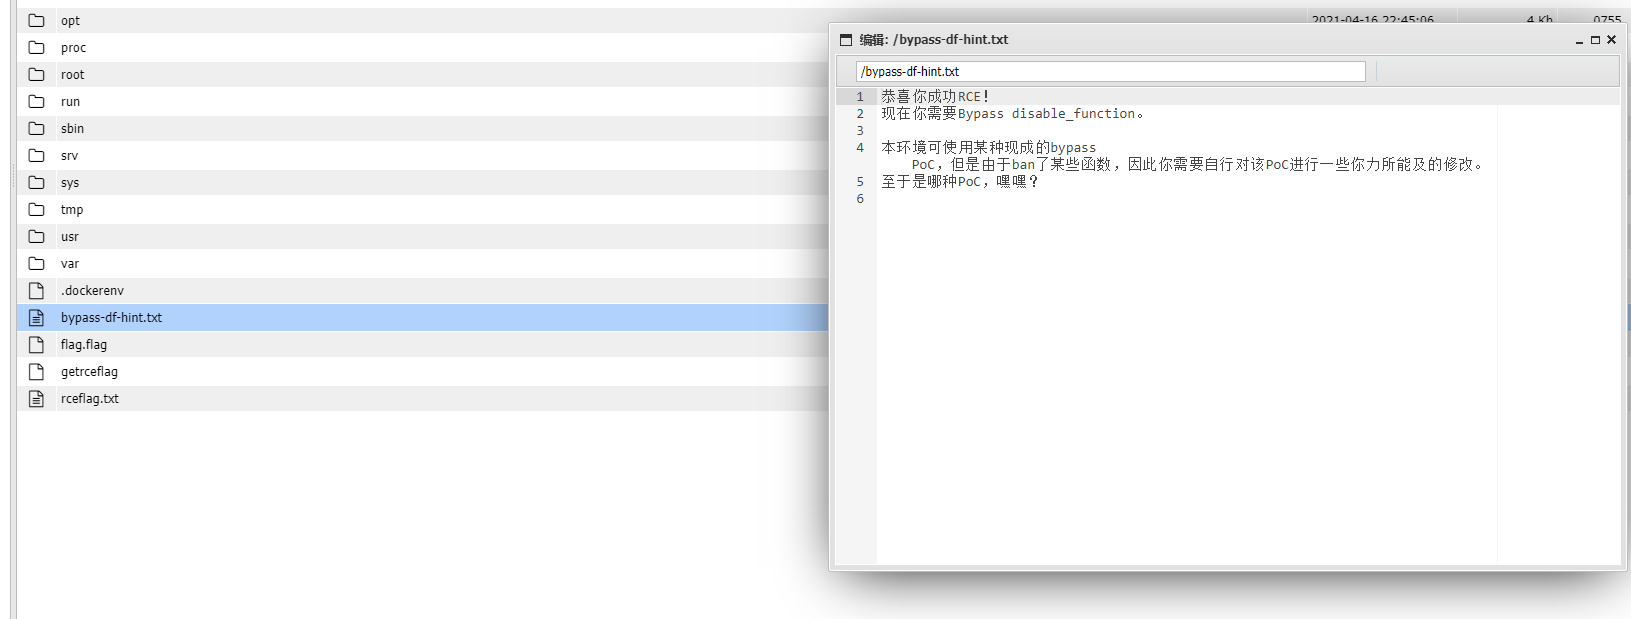 opt
2021-04-16 22:45:06 4 Kb 0755
proc
root
run
sbin
srv
sys
tmp
usr
var
.dockerenv
bypass-df-hint.txt
flag.flag
getrceflag
rceflag.txt
编辑: /bypass-df-hint.txt
/bypass-df-hint.txt
1 恭喜你成功RCE！
2 现在你需要Bypass disable_function。
3
4 本环境可使用某种现成的bypass
PoC，但是由于ban了某些函数，因此你需要自行对该PoC进行一些你力所能及的修改。
5 至于是哪种PoC，嘿嘿？
6